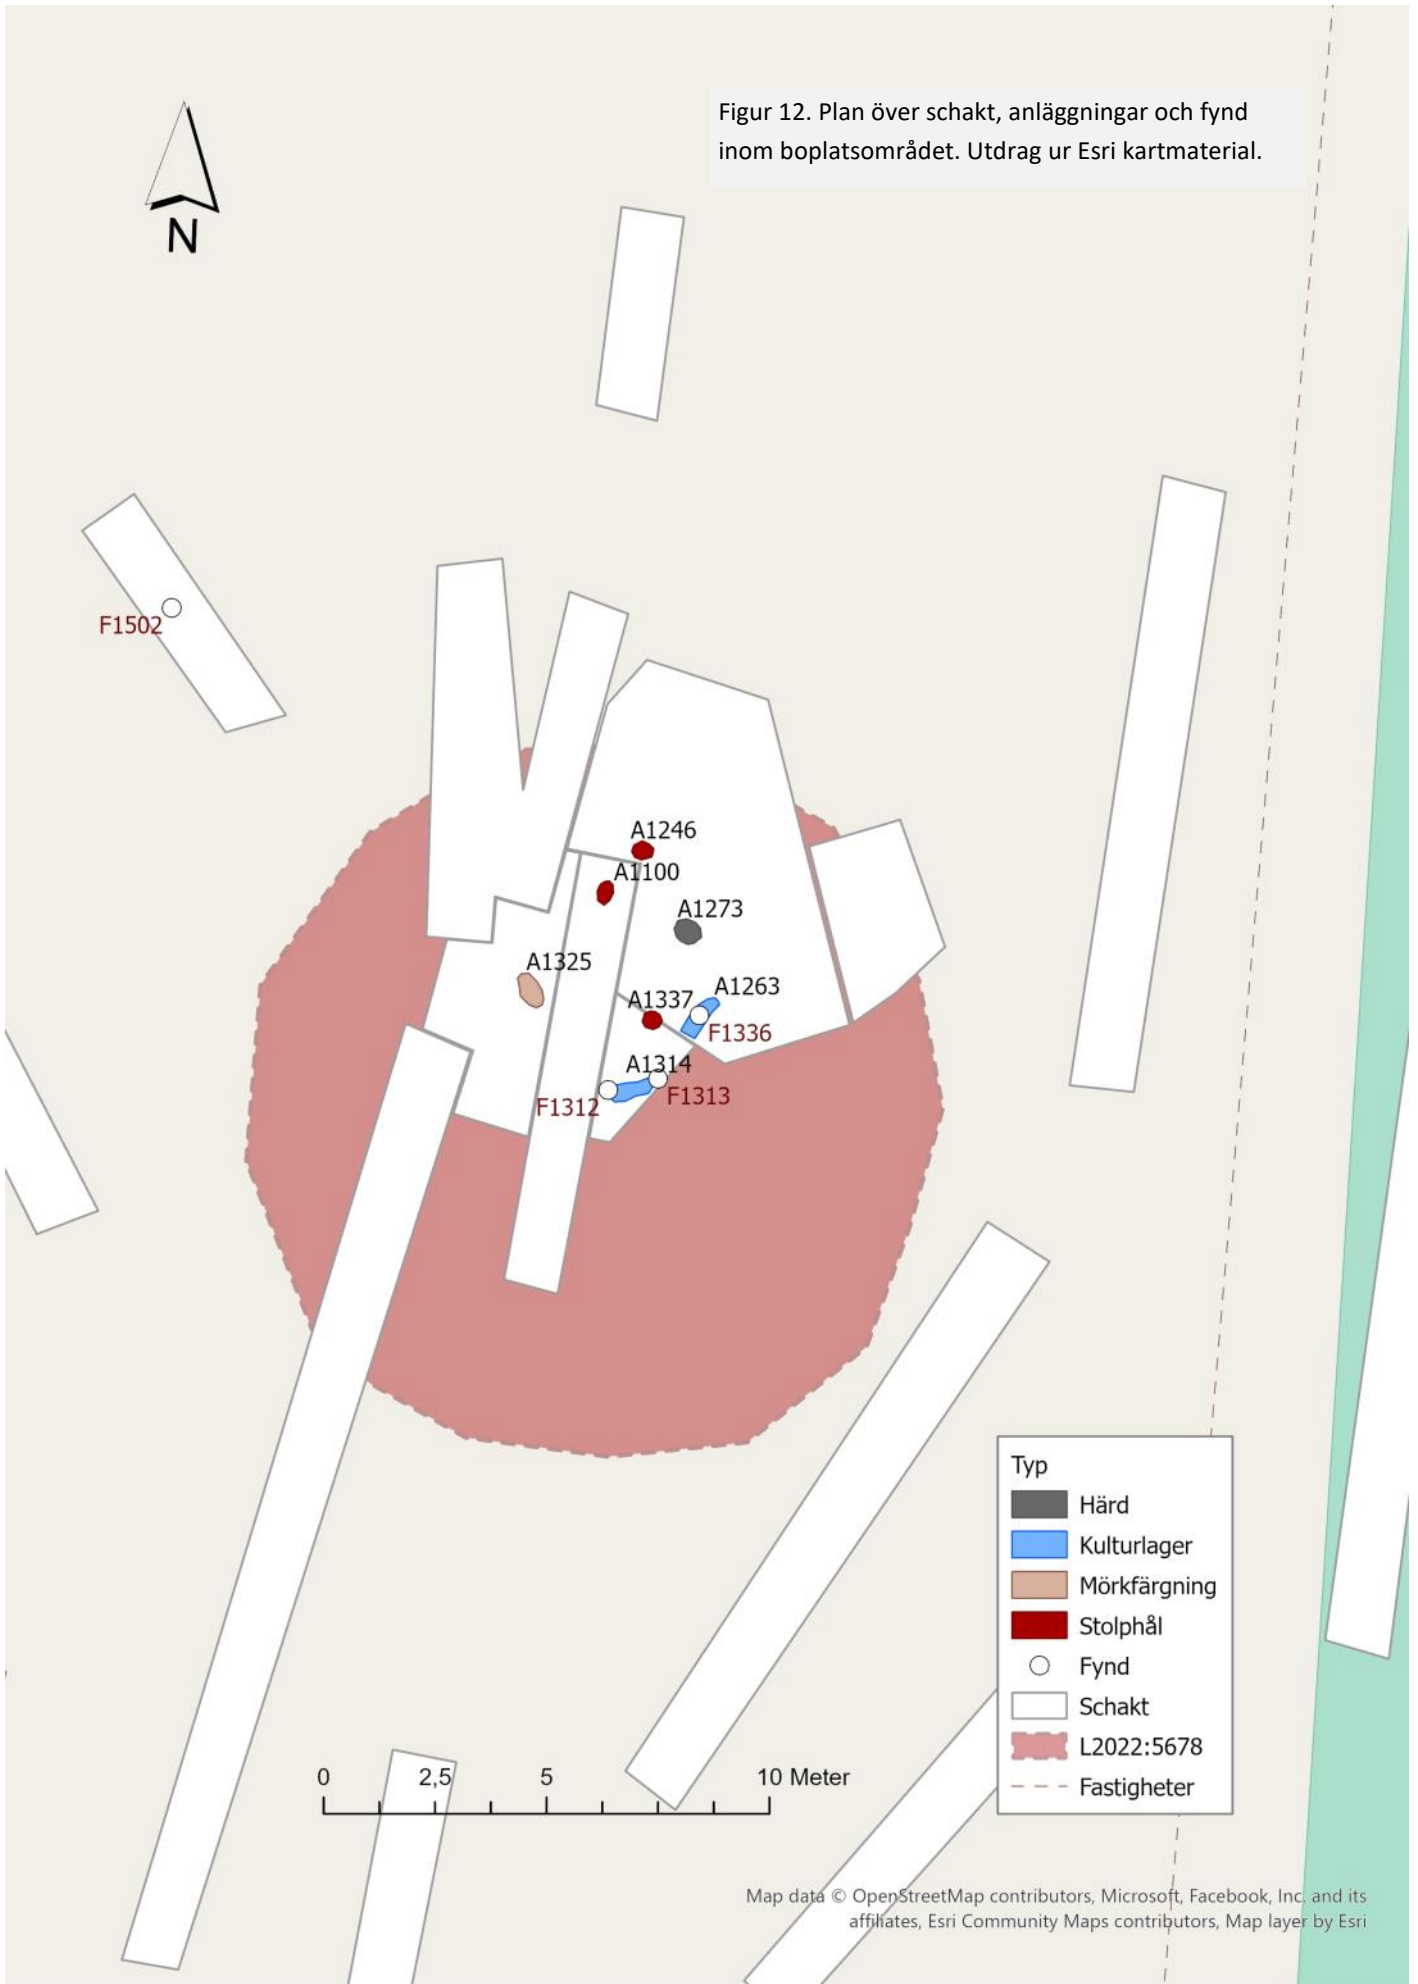 Figur 12. Plan över schakt, anläggningar och fynd
inom boplatsområdet. Utdrag ur Esri kartmaterial.
N
F1502
A1246
A1100
A1273
A1325
A1263
A1337
F1336
A1314
F1313
F1312
Typ
Härd
Kulturlager
Mörkfärgning
Stolphål
Fynd
Schakt
L2022:5678
Fastigheter
0 2,5 5 10 Meter
Map data © OpenStreetMap contributors, Microsoft, Facebook, Inc. and its
affiliates, Esri Community Maps contributors, Map layer by Esri